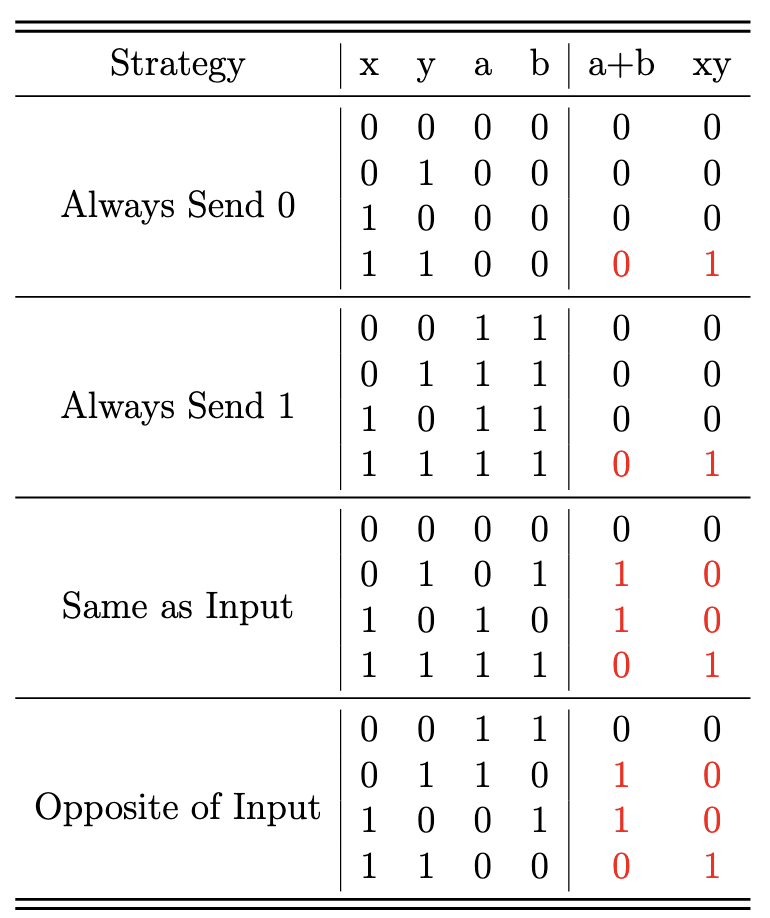 Strategy x y a b a+b xy
0 0 0 0 0 0
0 1 0 0 0 0
Always Send 0
1 0 0 0 0 0
1 1 0 0 0 1
0 0 1 1 0 0
0 1 1 1 0 0
Always Send 1
1 0 1 1 0 0
1 1 1 1 0 1
0 0 0 0 0 0
0 1 0 1 1 0
Same as Input
1 0 1 0 1 0
1 1 1 1 0 1
0 0 1 1 0 0
0 1 1 0 1 0
Opposite of Input
1 0 0 1 1 0
1 1 0 0 0 1